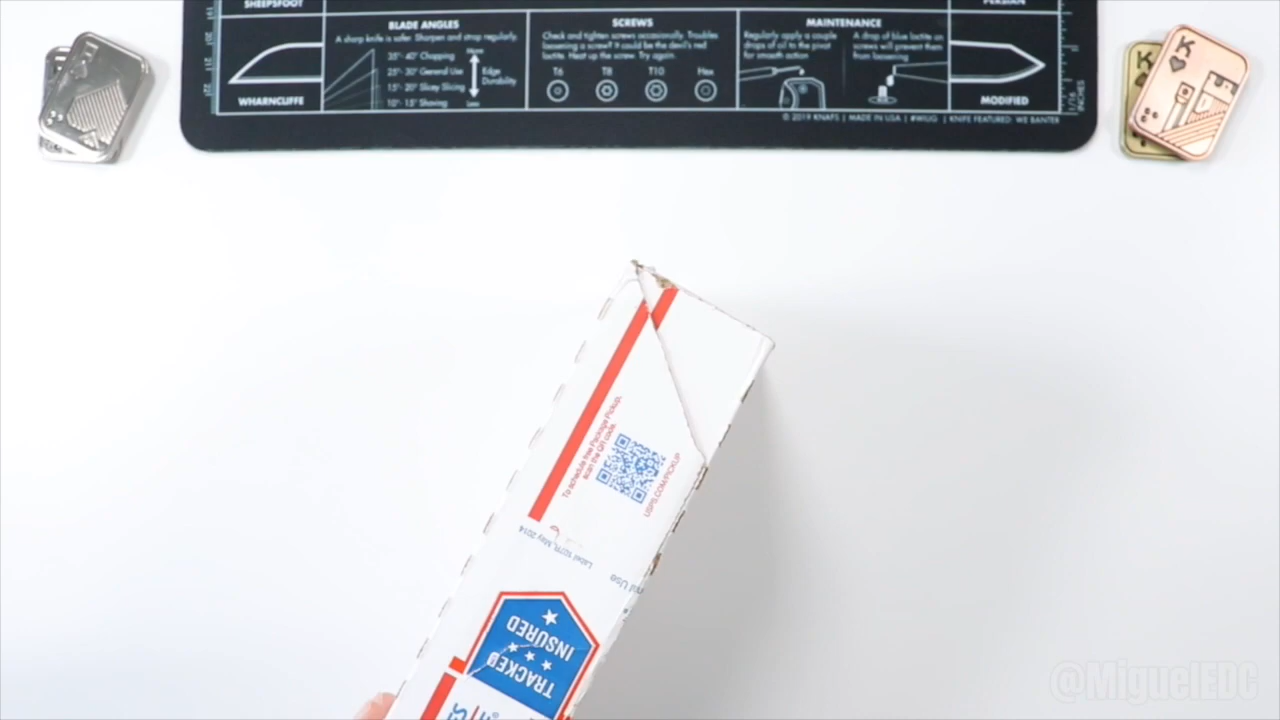 SHEEPSFOOT
BLADE ANGLES
A sharp knife is safer. Sharpen and strop regularly.
35°- 40° Chopping
25°- 30° General Use
15°- 20° Slicey Slicing
10°- 15° Shaving
More
Edge
Durability
Less
WHARNCLIFFE
SCREWS
Check and tighten screws occasionally. Troubles
loosening a screw? It could be the devil's red
loctite. Heat up the screw. Try again.
T6 T8 T10 Hex
MAINTENANCE
Regularly apply a couple
drops of oil to the pivot
for smooth action
A drop of blue loctite on
screws will prevent them
from loosening
PERSIAN
MODIFIED
1/16
INCHES
© 2019 KNAFS | MADE IN USA | #WIUG | KNIFE FEATURED: WE BANTER
K
K
To schedule free Package Pickup,
scan the QR code.
USPS.COM/PICKUP
Label 107R, May 2014
TRACKED
INSURED
@MiguelEDC